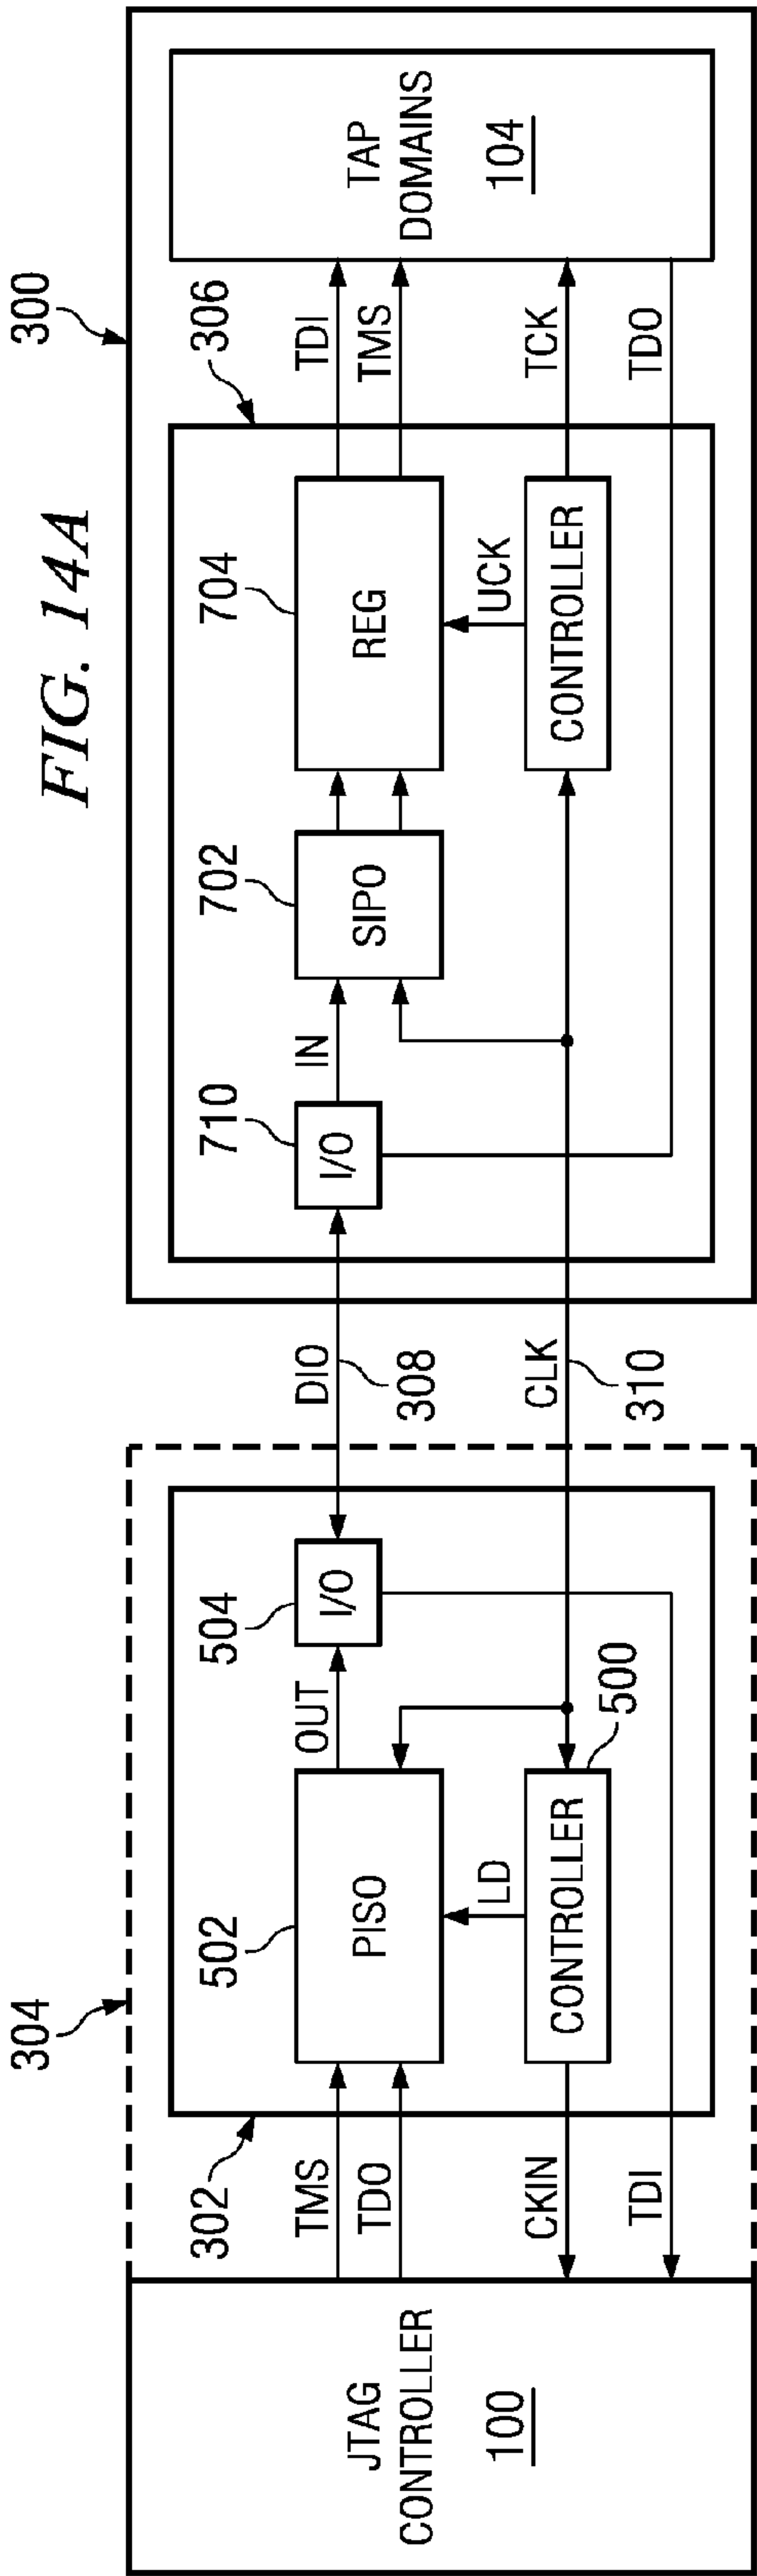 FIG. 14A
304
300
JTAG
CONTROLLER
100
302
TMS
TDO
CKIN
TDI
502
PISO
LD
CONTROLLER
500
OUT
504
I/O
DIO
308
CLK
310
710
I/O
IN
702
SIPO
704
REG
UCK
CONTROLLER
306
TDI
TMS
TCK
TDO
TAP
DOMAINS
104